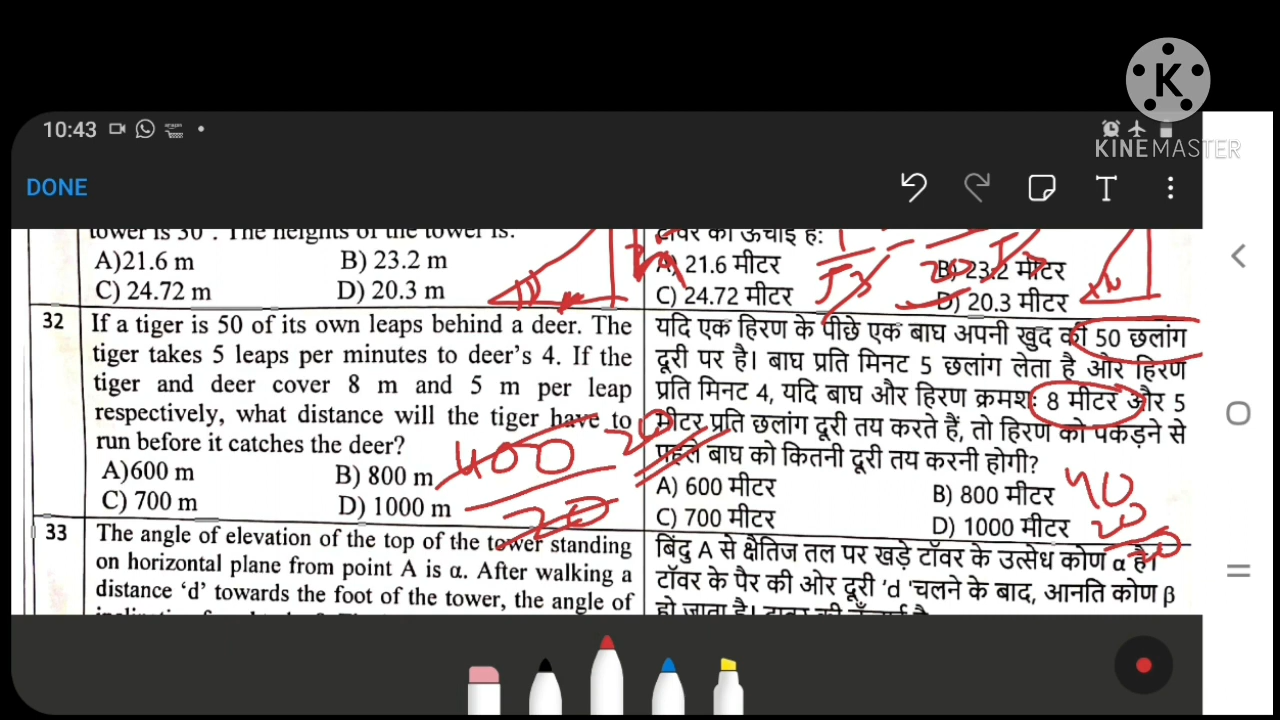 10:43
KINEMASTER
DONE
T
tower is 30°. The heights of the tower is:
A)21.6 m B) 23.2 m
C) 24.72 m D) 20.3 m
टावर की ऊंचाई है:
A) 21.6 मीटर B) 23.2 मीटर
C) 24.72 मीटर D) 20.3 मीटर
32
If a tiger is 50 of its own leaps behind a deer. The
tiger takes 5 leaps per minutes to deer's 4. If the
tiger and deer cover 8 m and 5 m per leap
respectively, what distance will the tiger have to
run before it catches the deer?
A)600 m B) 800 m
C) 700 m D) 1000 m
यदि एक हिरण के पीछे एक बाघ अपनी खुद की 50 छलांग
दूरी पर है। बाघ प्रति मिनट 5 छलांग लेता है और हिरण
प्रति मिनट 4, यदि बाघ और हिरण क्रमशः 8 मीटर और 5
मीटर प्रति छलांग दूरी तय करते हैं, तो हिरण को पकड़ने से
पहले बाघ को कितनी दूरी तय करनी होगी?
A) 600 मीटर B) 800 मीटर
C) 700 मीटर D) 1000 मीटर
400 20
20
40
20
20
33
The angle of elevation of the top of the tower standing
on horizontal plane from point A is α. After walking a
distance 'd' towards the foot of the tower, the angle of
बिंदु A से क्षैतिज तल पर खड़े टॉवर के उत्सेध कोण α है।
टॉवर के पैर की ओर दूरी 'd 'चलने के बाद, आनति कोण β